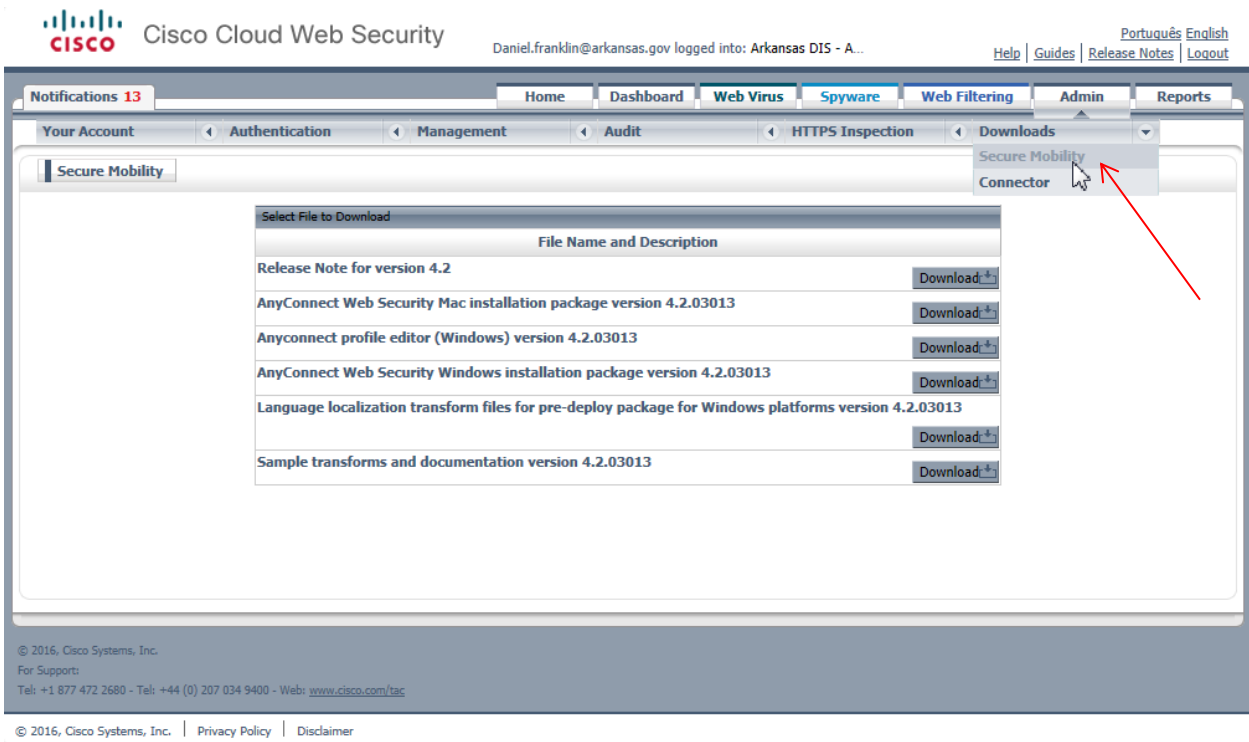 CISCO
Cisco Cloud Web Security
Daniel.franklin@arkansas.gov logged into: Arkansas DIS - A...
Português English
Help | Guides | Release Notes | Logout
Notifications 13
Home Dashboard Web Virus Spyware Web Filtering Admin Reports
Your Account Authentication Management Audit HTTPS Inspection Downloads
Secure Mobility
Connector
Secure Mobility
Select File to Download
File Name and Description
Release Note for version 4.2
Download
AnyConnect Web Security Mac installation package version 4.2.03013
Download
Anyconnect profile editor (Windows) version 4.2.03013
Download
AnyConnect Web Security Windows installation package version 4.2.03013
Download
Language localization transform files for pre-deploy package for Windows platforms version 4.2.03013
Download
Sample transforms and documentation version 4.2.03013
Download
© 2016, Cisco Systems, Inc.
For Support:
Tel: +1 877 472 2680 - Tel: +44 (0) 207 034 9400 - Web: www.cisco.com/tac
© 2016, Cisco Systems, Inc. | Privacy Policy | Disclaimer